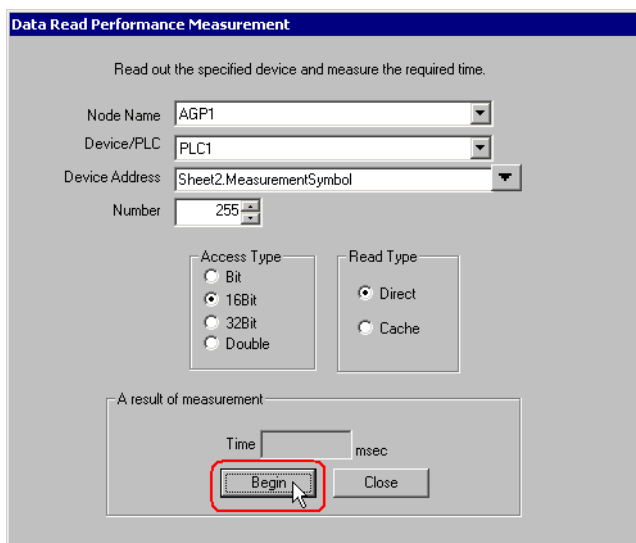 Data Read Performance Measurement
Read out the specified device and measure the required time.
Node Name AGP1
Device/PLC PLC1
Device Address Sheet2.MeasurementSymbol
Number 255
Access Type Read Type
Bit
16Bit Direct
32Bit Cache
Double
A result of measurement
Time msec
Begin Close